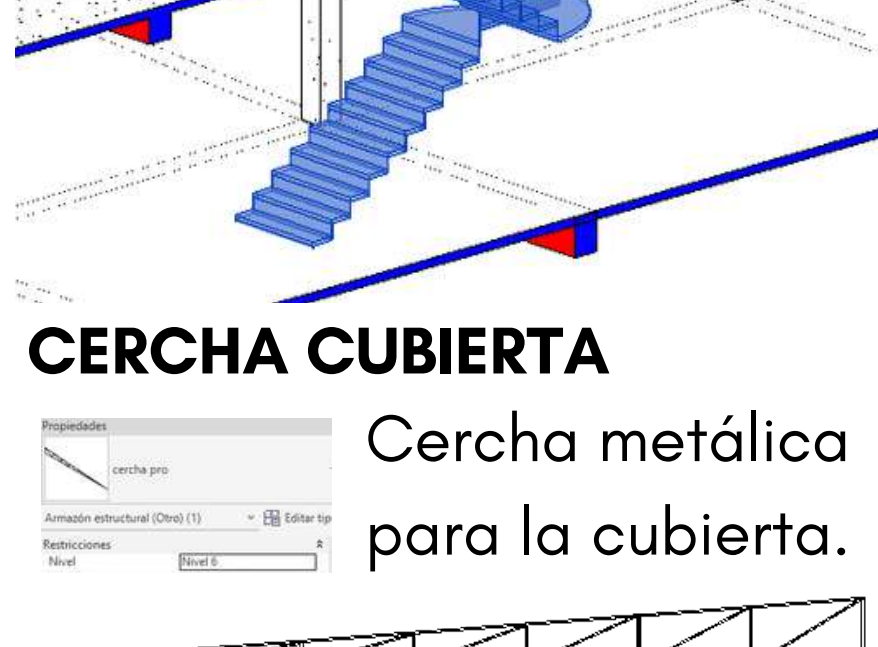 CERCHA CUBIERTA
Propiedades
cercha pro
Armazón estructural (Otro) (1)
Editar tip
Restricciones
Nivel Nivel 6
Cercha metálica
para la cubierta.